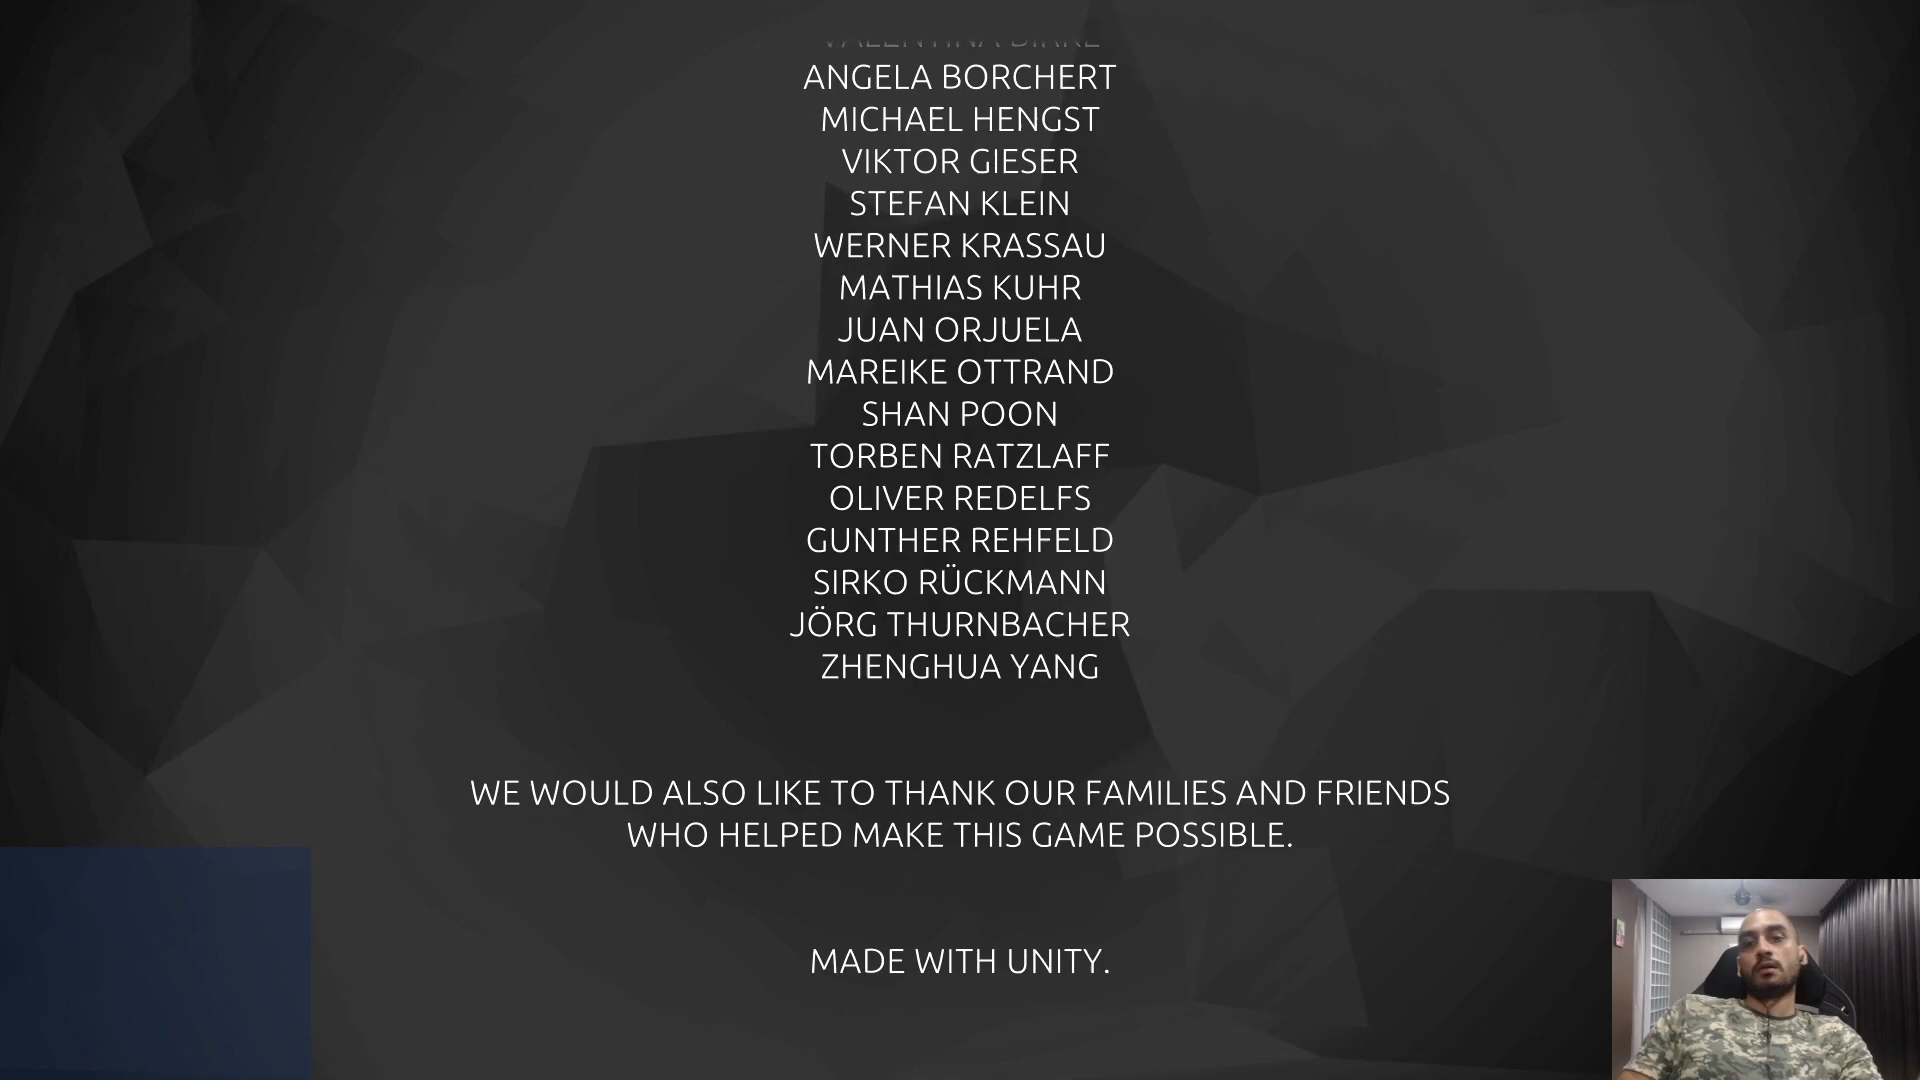 VALENTINA BIRKE
ANGELA BORCHERT
MICHAEL HENGST
VIKTOR GIESER
STEFAN KLEIN
WERNER KRASSAU
MATHIAS KUHR
JUAN ORJUELA
MAREIKE OTTRAND
SHAN POON
TORBEN RATZLAFF
OLIVER REDELFS
GUNTHER REHFELD
SIRKO RÜCKMANN
JÖRG THURNBACHER
ZHENGHUA YANG
WE WOULD ALSO LIKE TO THANK OUR FAMILIES AND FRIENDS
WHO HELPED MAKE THIS GAME POSSIBLE.
MADE WITH UNITY.